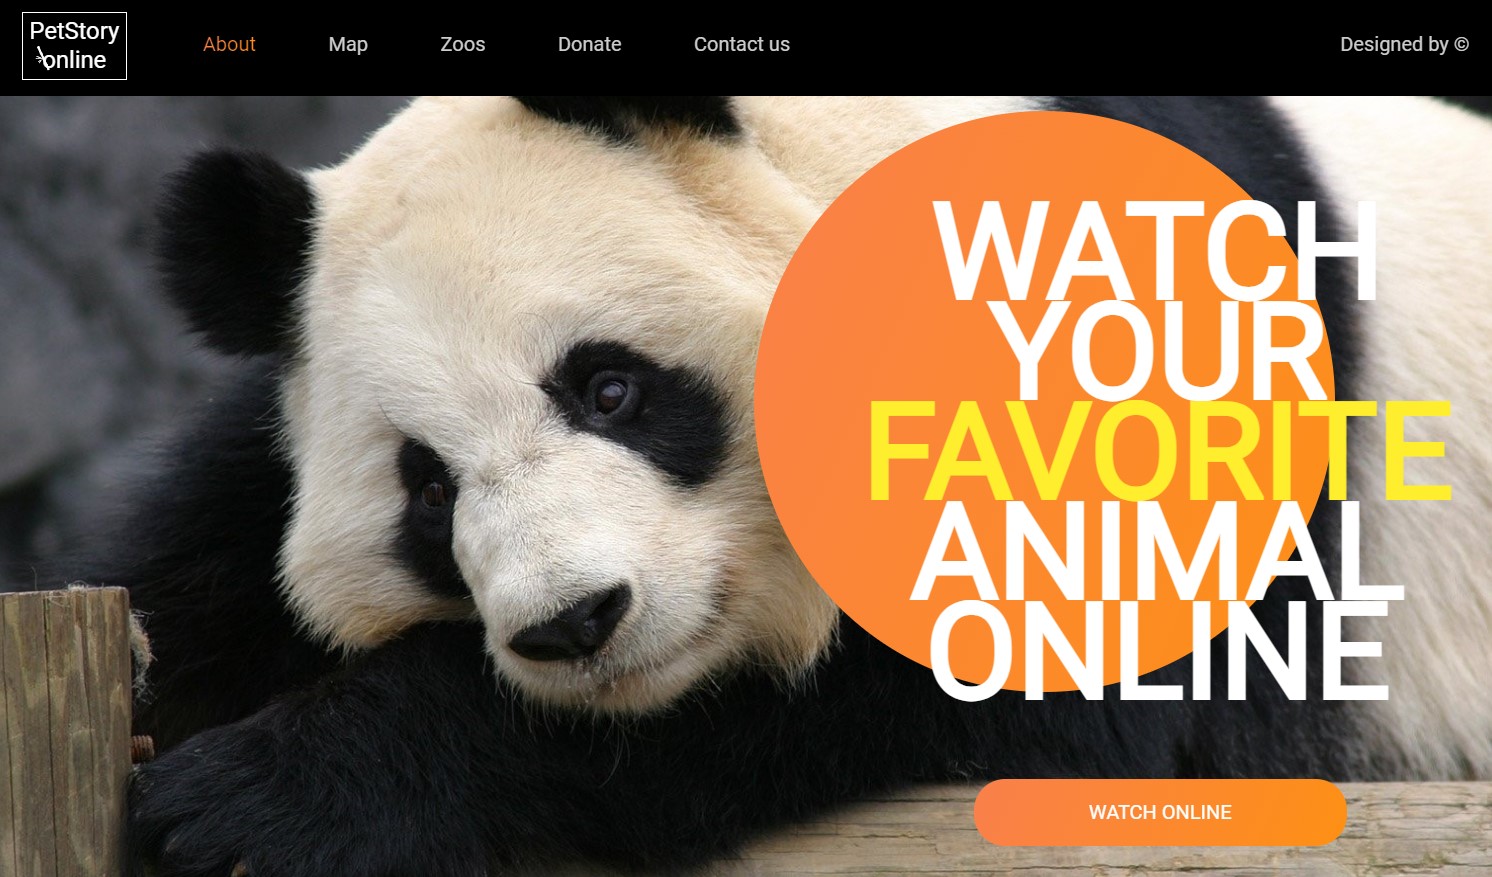 PetStory
online
About
Map
Zoos
Donate
Contact us
Designed by ©
WATCH
YOUR
FAVORITE
ANIMAL
ONLINE
WATCH ONLINE